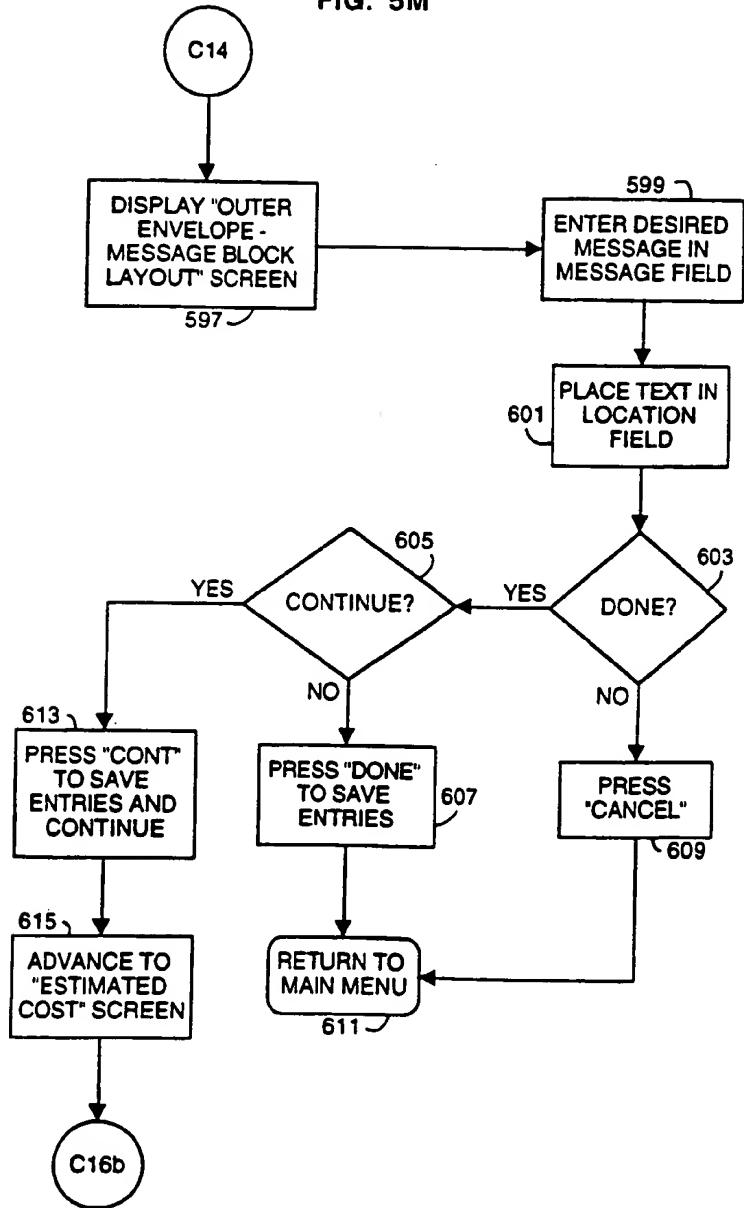 FIG. 5M
C14
DISPLAY "OUTER
ENVELOPE -
MESSAGE BLOCK
LAYOUT" SCREEN
597
599
ENTER DESIRED
MESSAGE IN
MESSAGE FIELD
PLACE TEXT IN
LOCATION
FIELD
601
603
DONE?
YES
NO
605
CONTINUE?
YES
NO
613
PRESS "CONT"
TO SAVE
ENTRIES AND
CONTINUE
PRESS "DONE"
TO SAVE
ENTRIES
607
PRESS
"CANCEL"
609
615
ADVANCE TO
"ESTIMATED
COST" SCREEN
RETURN TO
MAIN MENU
611
C16b